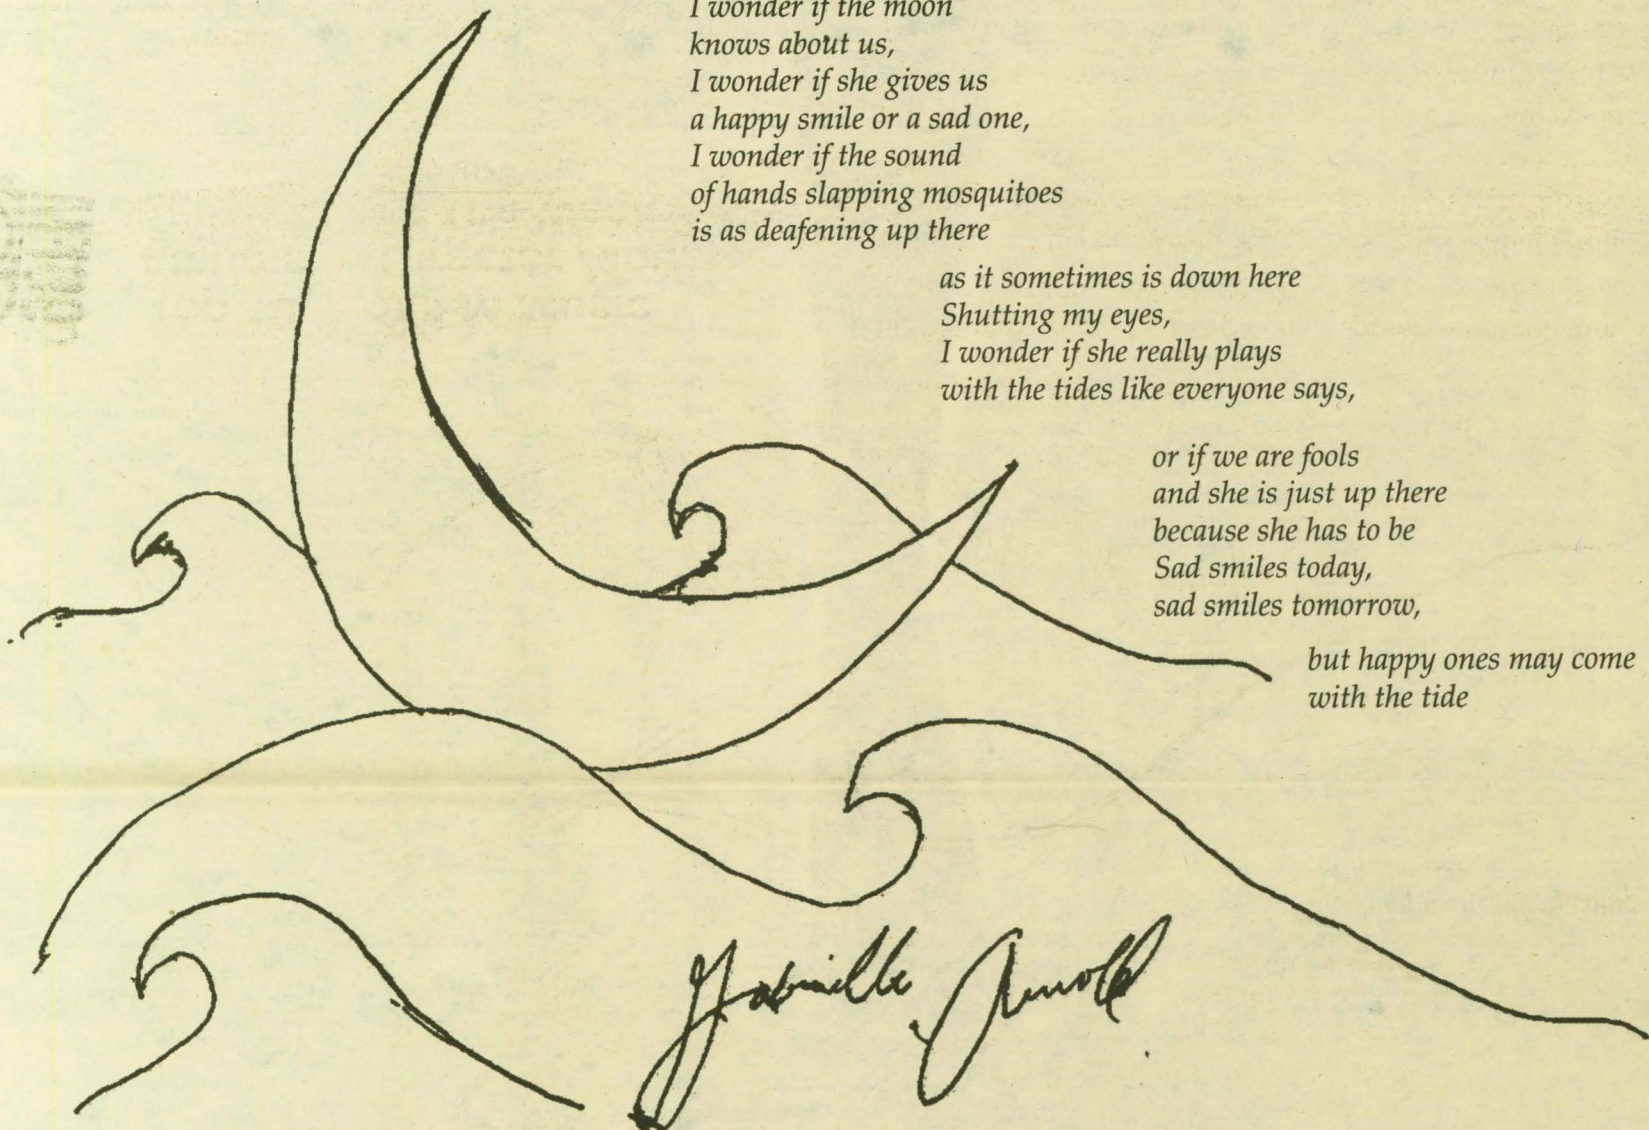 I wonder if the moon
knows about us,
I wonder if she gives us
a happy smile or a sad one,
I wonder if the sound
of hands slapping mosquitoes
is as deafening up there
as it sometimes is down here
Shutting my eyes,
I wonder if she really plays
with the tides like everyone says,
or if we are fools
and she is just up there
because she has to be
Sad smiles today,
sad smiles tomorrow,
but happy ones may come
with the tide
Gabrielle Arnold